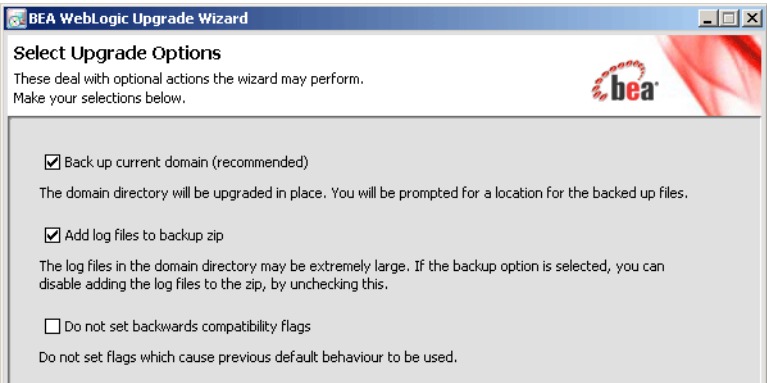 BEA WebLogic Upgrade Wizard
Select Upgrade Options
These deal with optional actions the wizard may perform.
Make your selections below.
bea
Back up current domain (recommended)
The domain directory will be upgraded in place. You will be prompted for a location for the backed up files.
Add log files to backup zip
The log files in the domain directory may be extremely large. If the backup option is selected, you can
disable adding the log files to the zip, by unchecking this.
Do not set backwards compatibility flags
Do not set flags which cause previous default behaviour to be used.